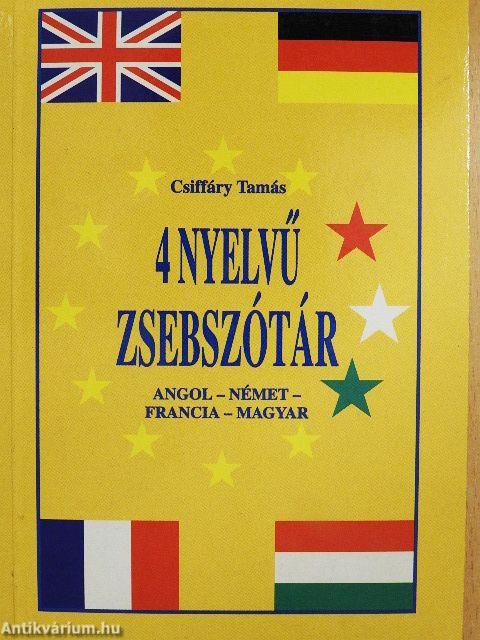 Csiffáry Tamás
4 NYELVŰ
ZSEBSZÓTÁR
ANGOL – NÉMET –
FRANCIA – MAGYAR
Antikvárium.hu